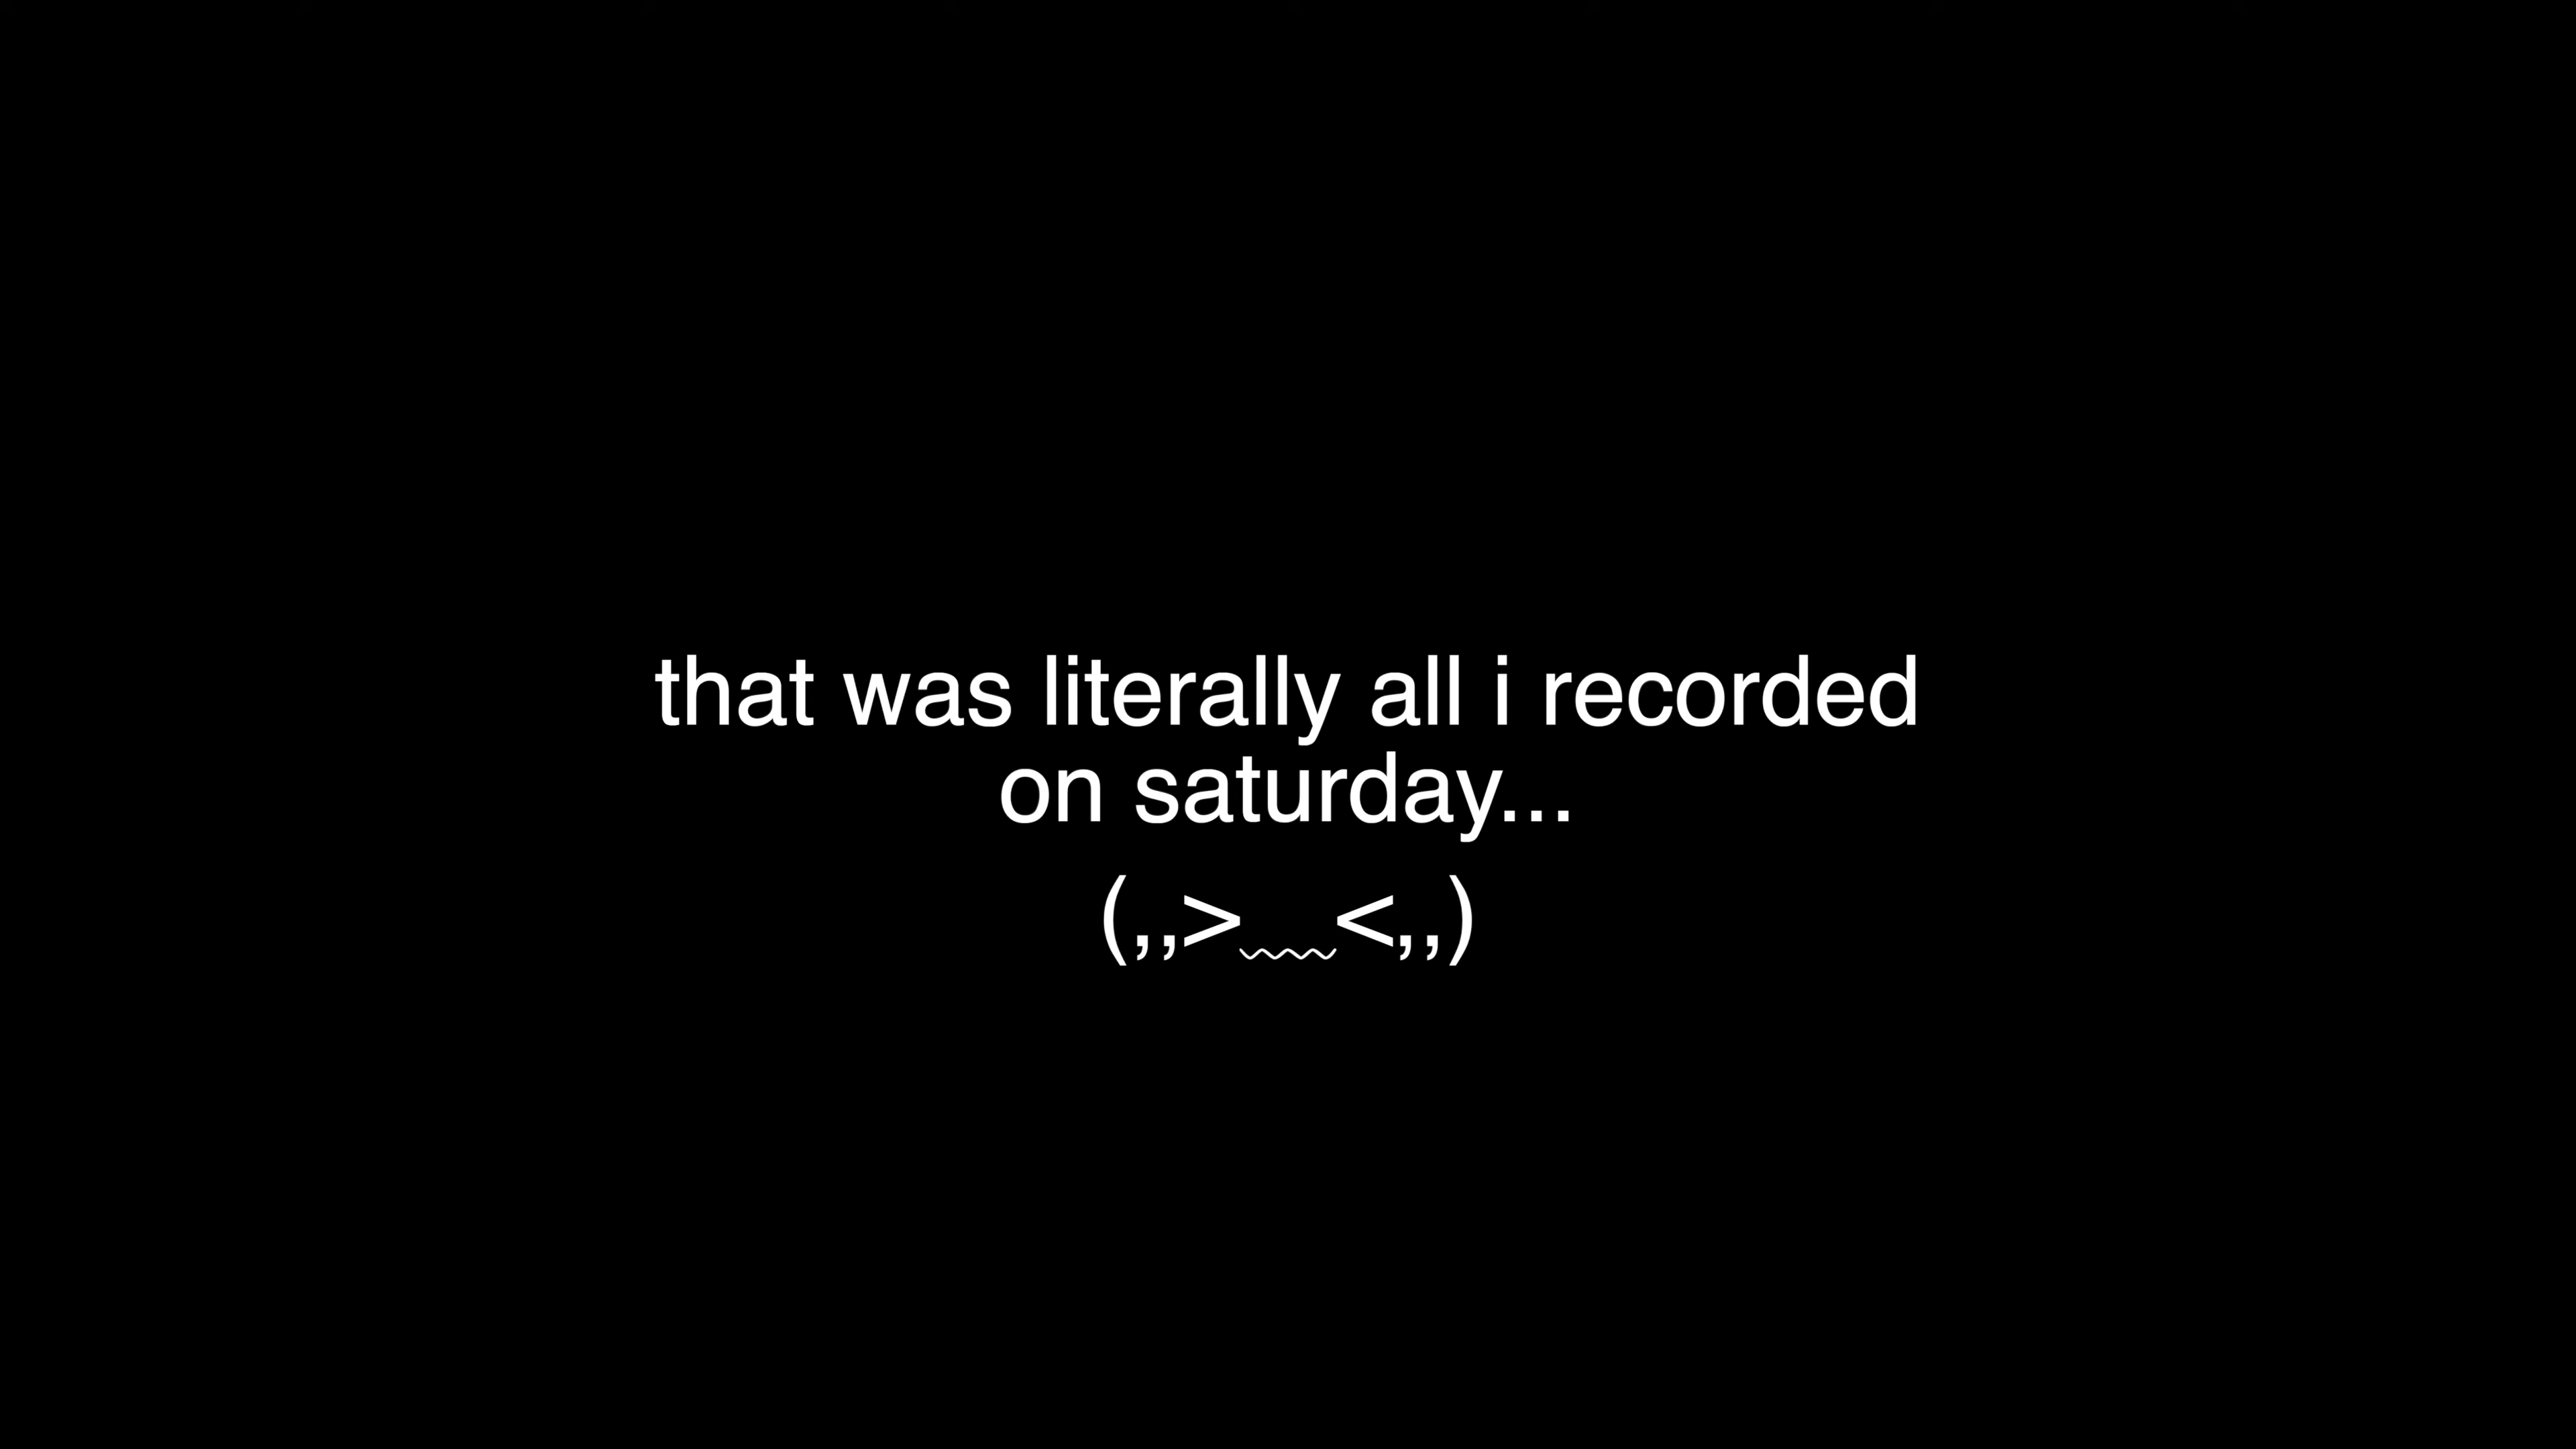 that was literally all i recorded
on saturday...
(,,>﹏<,,)